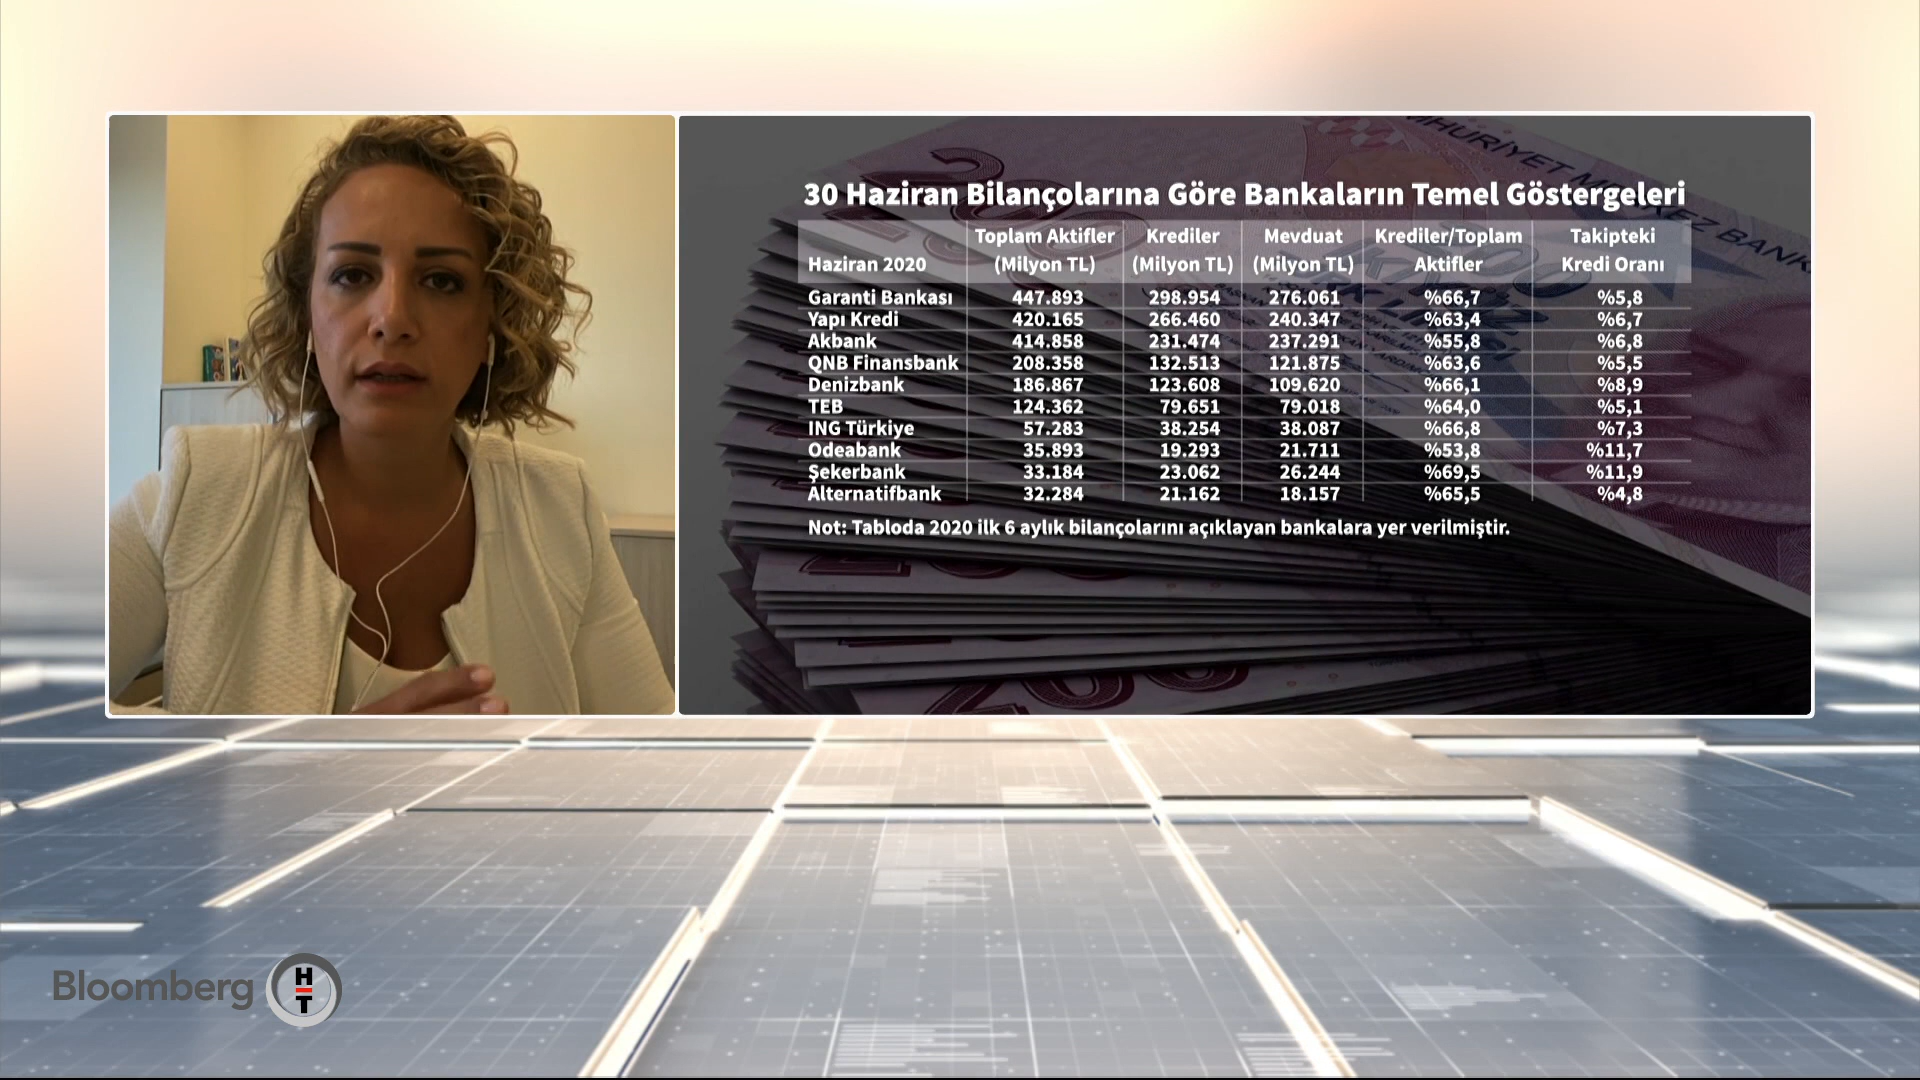 30 Haziran Bilançolarına Göre Bankaların Temel Göstergeleri
Toplam Aktifler Krediler Mevduat Krediler/Toplam Takipteki
Haziran 2020 (Milyon TL) (Milyon TL) (Milyon TL) Aktifler Kredi Oranı
Garanti Bankası 447.893 298.954 276.061 %66,7 %5,8
Yapı Kredi 420.165 266.460 240.347 %63,4 %6,7
Akbank 414.858 231.474 237.291 %55,8 %6,8
QNB Finansbank 208.358 132.513 121.875 %63,6 %5,5
Denizbank 186.867 123.608 109.620 %66,1 %8,9
TEB 124.362 79.651 79.018 %64,0 %5,1
ING Türkiye 57.283 38.254 38.087 %66,8 %7,3
Odeabank 35.893 19.293 21.711 %53,8 %11,7
Şekerbank 33.184 23.062 26.244 %69,5 %11,9
Alternatifbank 32.284 21.162 18.157 %65,5 %4,8
Not: Tabloda 2020 ilk 6 aylık bilançolarını açıklayan bankalara yer verilmiştir.
Bloomberg HT